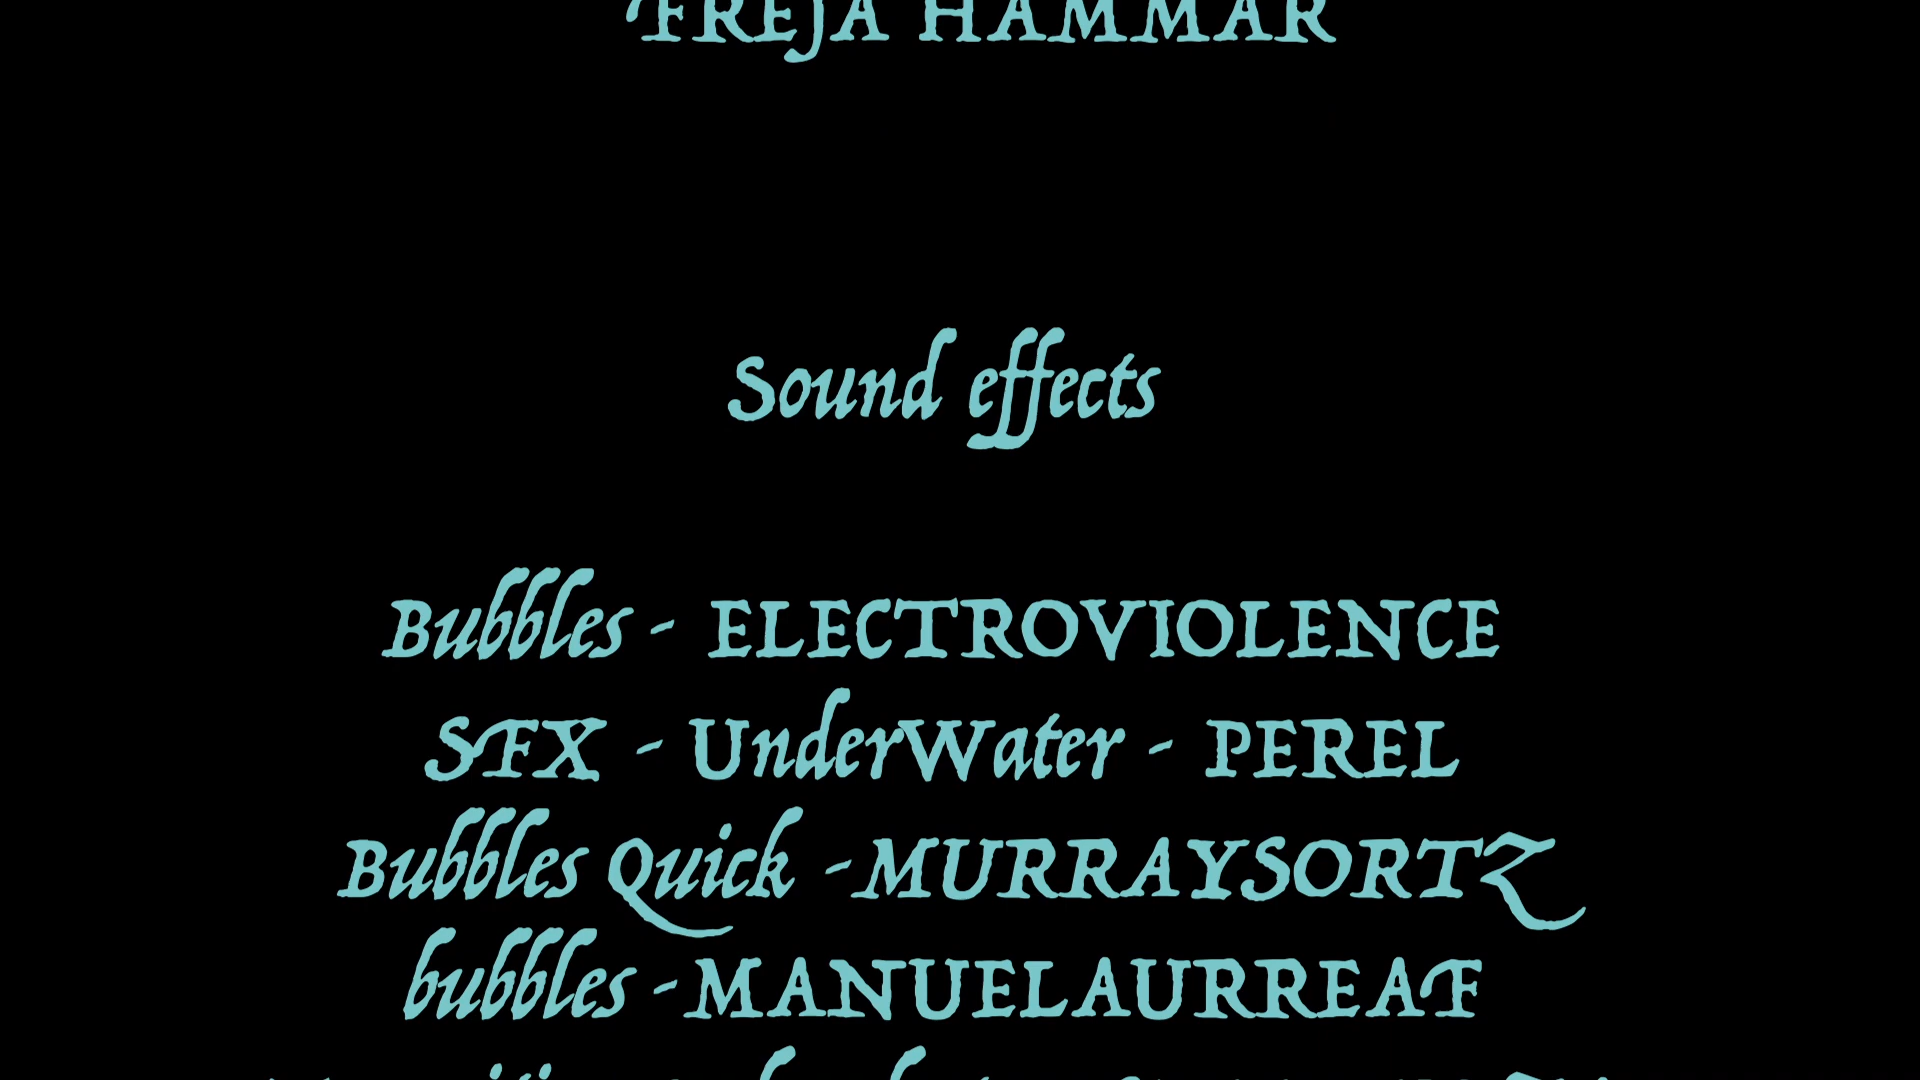 FREJA HAMMAR
Sound effects
Bubbles - ELECTROVIOLENCE
SFX - UnderWater - PEREL
Bubbles Quick -MURRAYSORTZ
bubbles -MANUELAURREAF